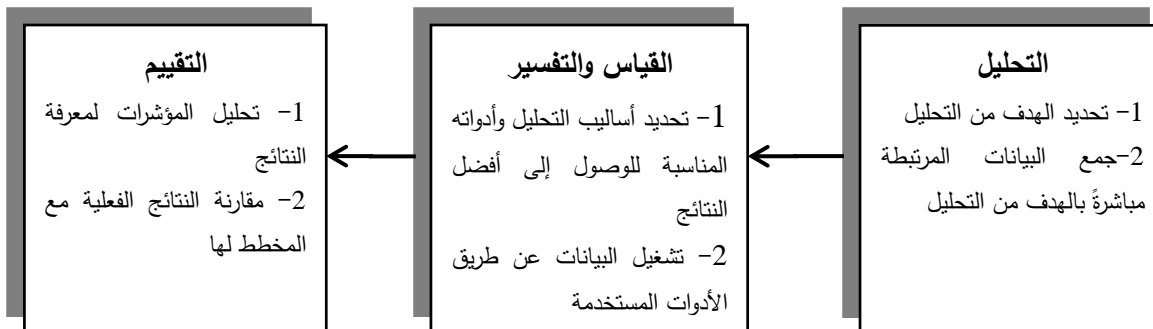 التحليل
1- تحديد الهدف من التحليل
2-جمع البيانات المرتبطة
مباشرةً بالهدف من التحليل
القياس والتفسير
1- تحديد أساليب التحليل وأدواته
المناسبة للوصول إلى أفضل
النتائج
2- تشغيل البيانات عن طريق
الأدوات المستخدمة
التقييم
1- تحليل المؤشرات لمعرفة
النتائج
2- مقارنة النتائج الفعلية مع
المخطط لها